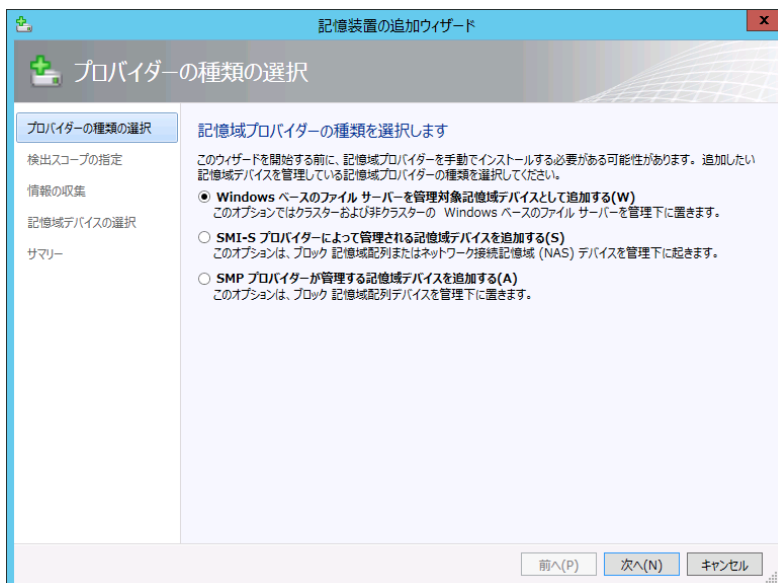 記憶装置の追加ウィザード
x
プロバイダーの種類の選択
プロバイダーの種類の選択
検出スコープの指定
情報の収集
記憶域デバイスの選択
サマリー
記憶域プロバイダーの種類を選択します
このウィザードを開始する前に、記憶域プロバイダーを手動でインストールする必要がある可能性があります。追加したい
記憶域デバイスを管理している記憶域プロバイダーの種類を選択してください。
Windows ベースのファイル サーバーを管理対象記憶域デバイスとして追加する(W)
このオプションではクラスターおよび非クラスターの Windows ベースのファイル サーバーを管理下に置きます。
SMI-S プロバイダーによって管理される記憶域デバイスを追加する(S)
このオプションは、ブロック 記憶域配列またはネットワーク接続記憶域 (NAS) デバイスを管理下に起きます。
SMP プロバイダーが管理する記憶域デバイスを追加する(A)
このオプションは、ブロック 記憶域配列デバイスを管理下に置きます。
前へ(P)
次へ(N)
キャンセル